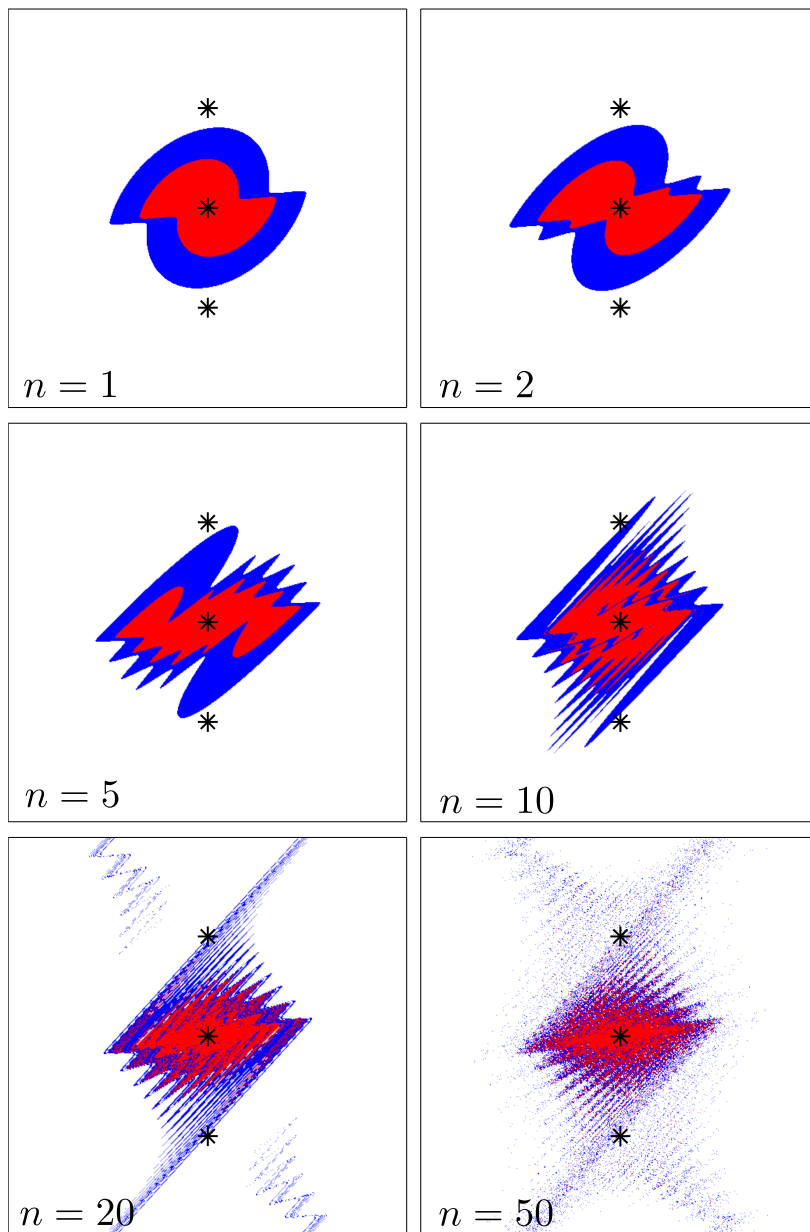 n = 1
n = 2
n = 5
n = 10
n = 20
n = 50